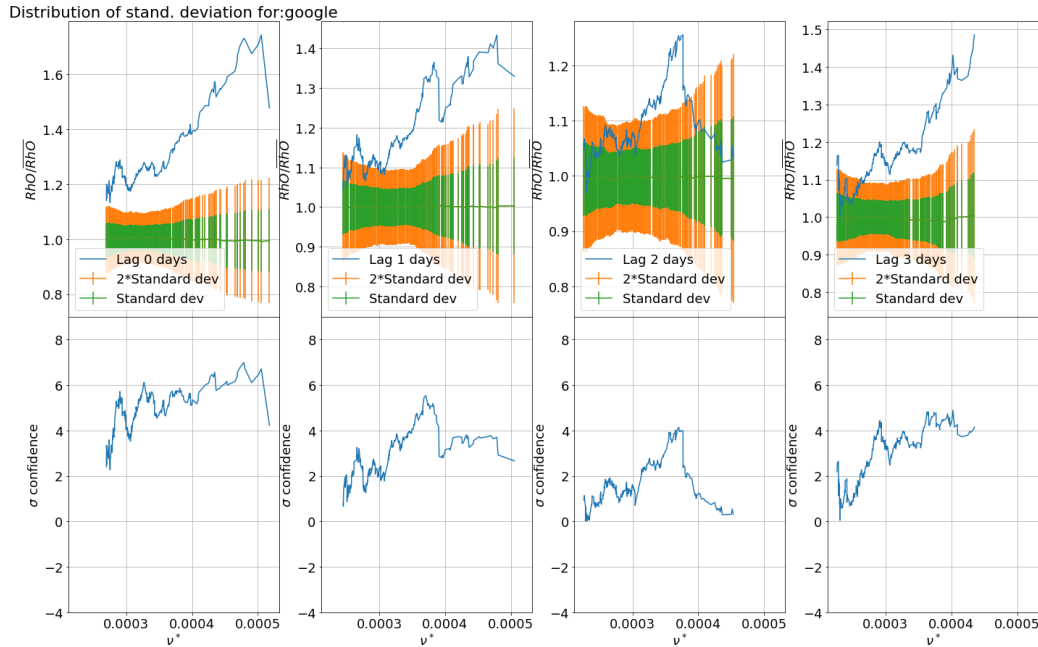 Distribution of stand. deviation for:google
RhO/RhO
1.6
1.4
1.2
1.0
0.8
Lag 0 days
2*Standard dev
Standard dev
RhO/RhO
1.4
1.3
1.2
1.1
1.0
0.9
0.8
Lag 1 days
2*Standard dev
Standard dev
RhO/RhO
1.2
1.1
1.0
0.9
0.8
Lag 2 days
2*Standard dev
Standard dev
RhO/RhO
1.5
1.4
1.3
1.2
1.1
1.0
0.9
0.8
Lag 3 days
2*Standard dev
Standard dev
σ confidence
8
6
4
2
0
−2
−4
0.0003 0.0004 0.0005
ν*
σ confidence
8
6
4
2
0
−2
−4
0.0003 0.0004 0.0005
ν*
σ confidence
8
6
4
2
0
−2
−4
0.0003 0.0004 0.0005
ν*
σ confidence
8
6
4
2
0
−2
−4
0.0003 0.0004 0.0005
ν*